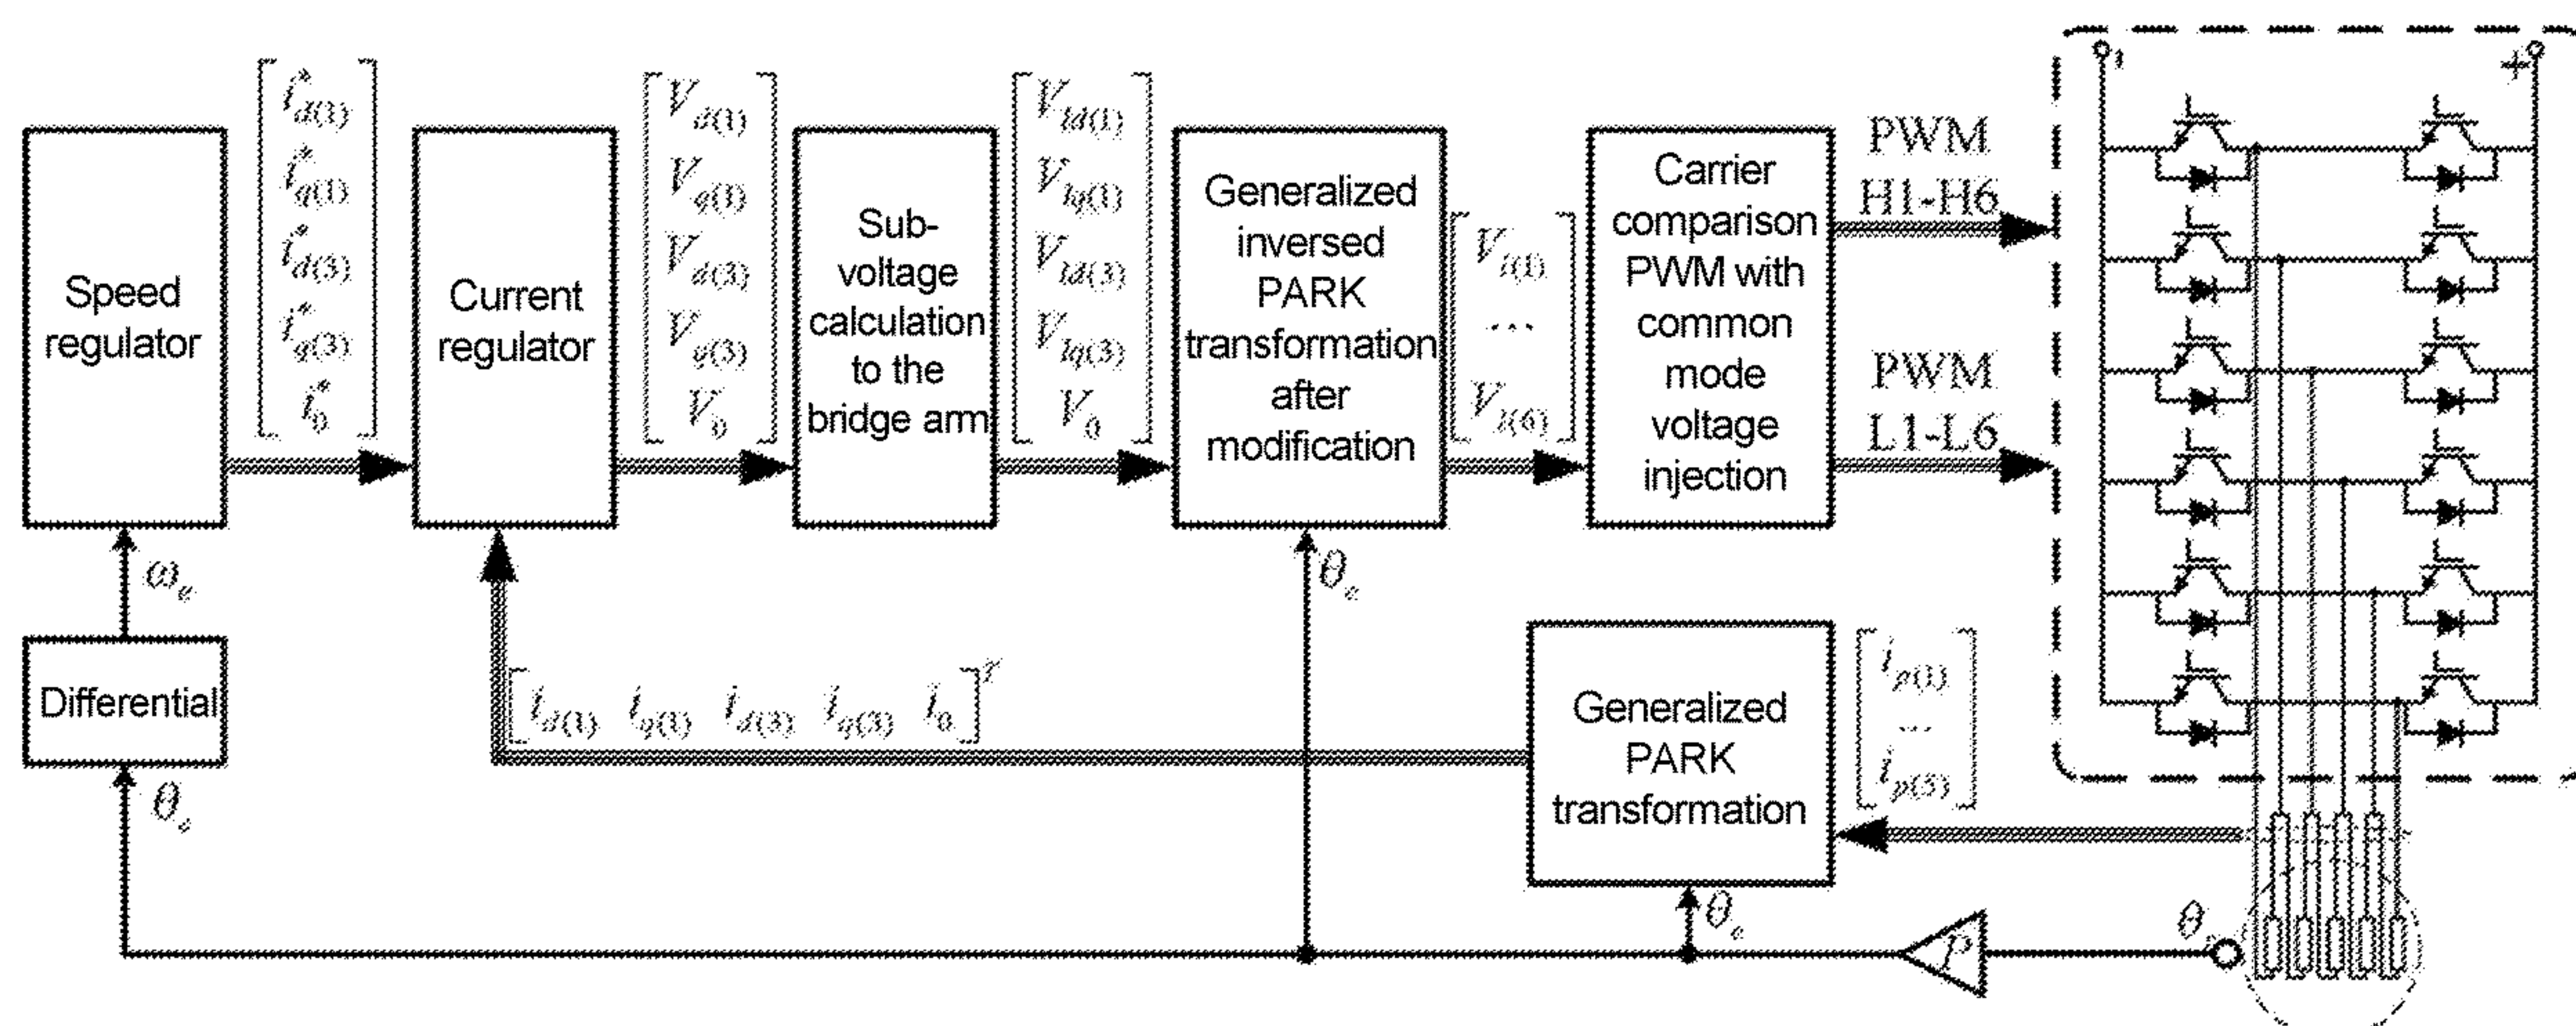 Speed
regulator
i*d(1)
i*q(1)
i*d(3)
i*q(3)
i*0
Current
regulator
Vd(1)
Vq(1)
Vd(3)
Vq(3)
V0
Sub-
voltage
calculation
to the
bridge arm
Vld(1)
Vlq(1)
Vld(3)
Vlq(3)
V0
Generalized
inversed
PARK
transformation
after
modification
Vl(1)
...
Vl(6)
Carrier
comparison
PWM with
common
mode
voltage
injection
PWM
H1-H6
PWM
L1-L6
+
ωe
θe
Differential
θe
[id(1) iq(1) id(3) iq(3) i0]T
Generalized
PARK
transformation
ip(1)
...
ip(5)
θe
P
θ